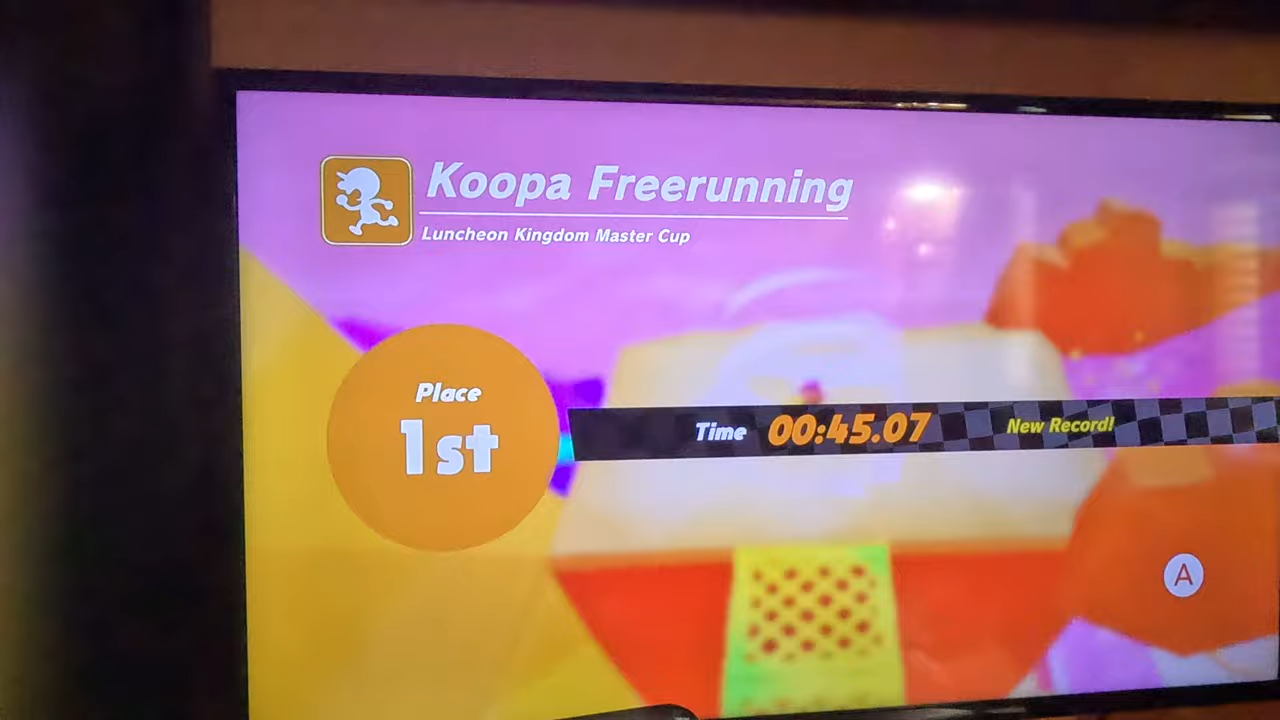 Koopa Freerunning
Luncheon Kingdom Master Cup
Place
1st
Time 00:45.07 New Record!
A